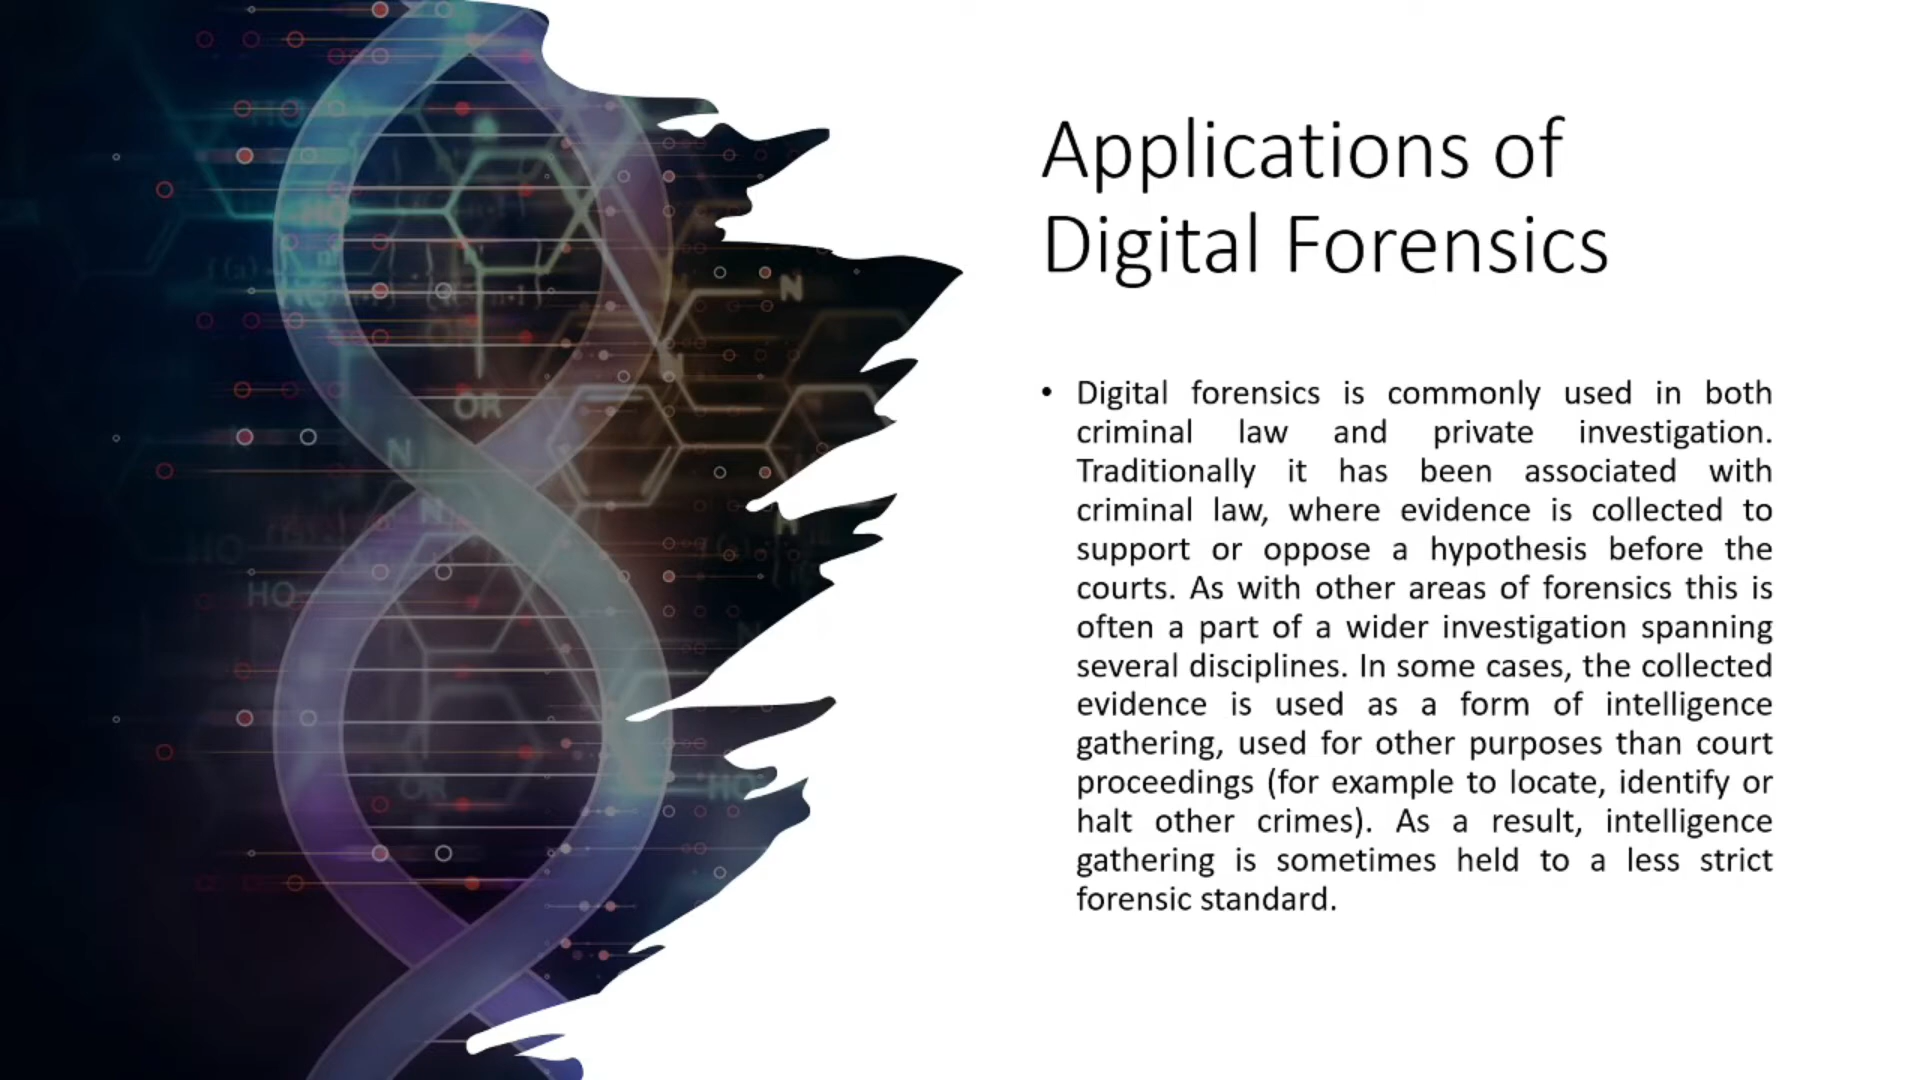 Applications of
Digital Forensics
• Digital forensics is commonly used in both
criminal law and private investigation.
Traditionally it has been associated with
criminal law, where evidence is collected to
support or oppose a hypothesis before the
courts. As with other areas of forensics this is
often a part of a wider investigation spanning
several disciplines. In some cases, the collected
evidence is used as a form of intelligence
gathering, used for other purposes than court
proceedings (for example to locate, identify or
halt other crimes). As a result, intelligence
gathering is sometimes held to a less strict
forensic standard.
N
OR
N
HO
HO